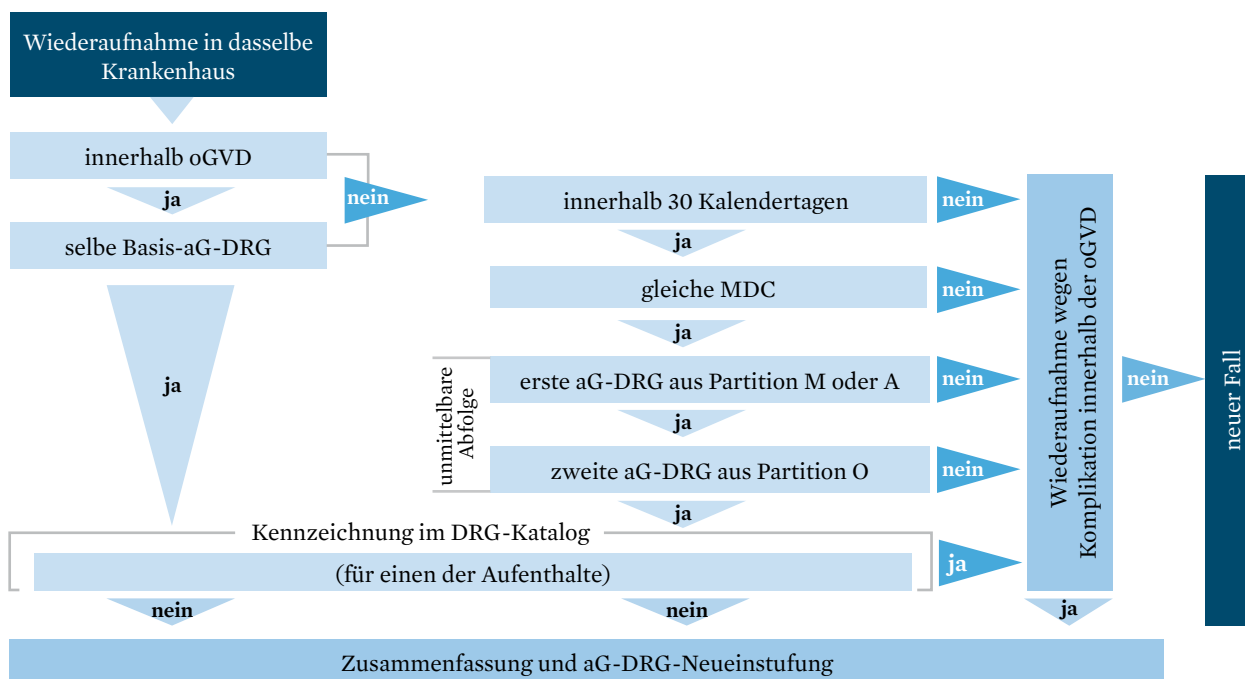 Wiederaufnahme in dasselbe
Krankenhaus
innerhalb oGVD
ja
selbe Basis-aG-DRG
nein
ja
innerhalb 30 Kalendertagen
nein
ja
gleiche MDC
nein
ja
unmittelbare
Abfolge
erste aG-DRG aus Partition M oder A
nein
ja
zweite aG-DRG aus Partition O
nein
ja
Kennzeichnung im DRG-Katalog
(für einen der Aufenthalte)
ja
nein
nein
Wiederaufnahme wegen
Komplikation innerhalb der oGVD
nein
ja
neuer Fall
Zusammenfassung und aG-DRG-Neueinstufung